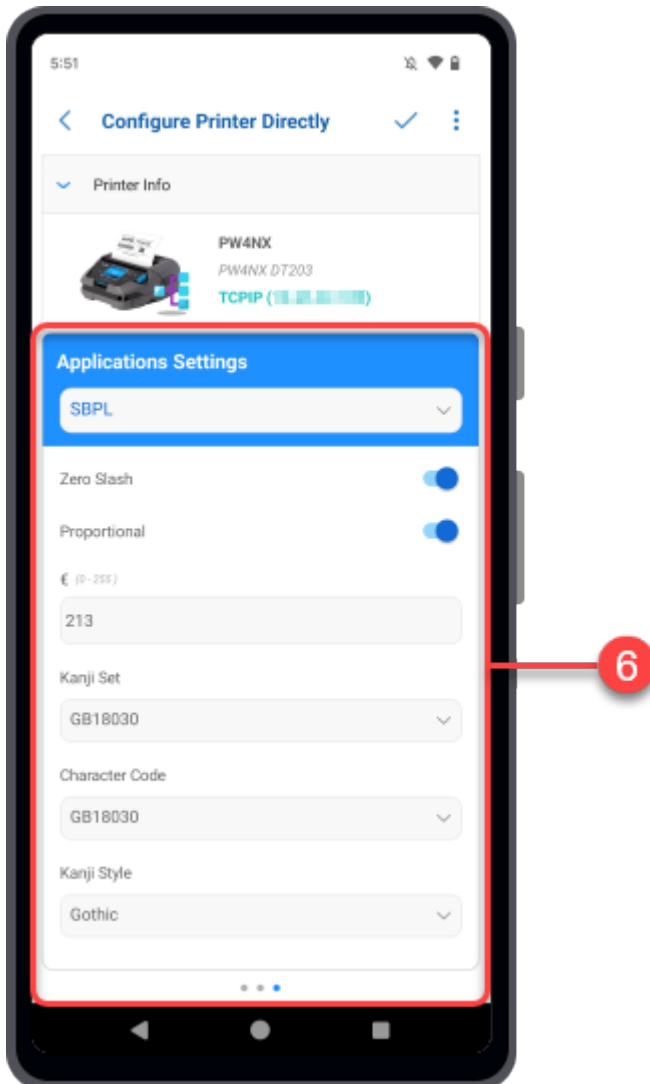 5:51
Configure Printer Directly
Printer Info
PW4NX
PW4NX DT203
TCPIP ( )
Applications Settings
SBPL
Zero Slash
Proportional
€ (0-255)
213
Kanji Set
GB18030
Character Code
GB18030
Kanji Style
Gothic
6